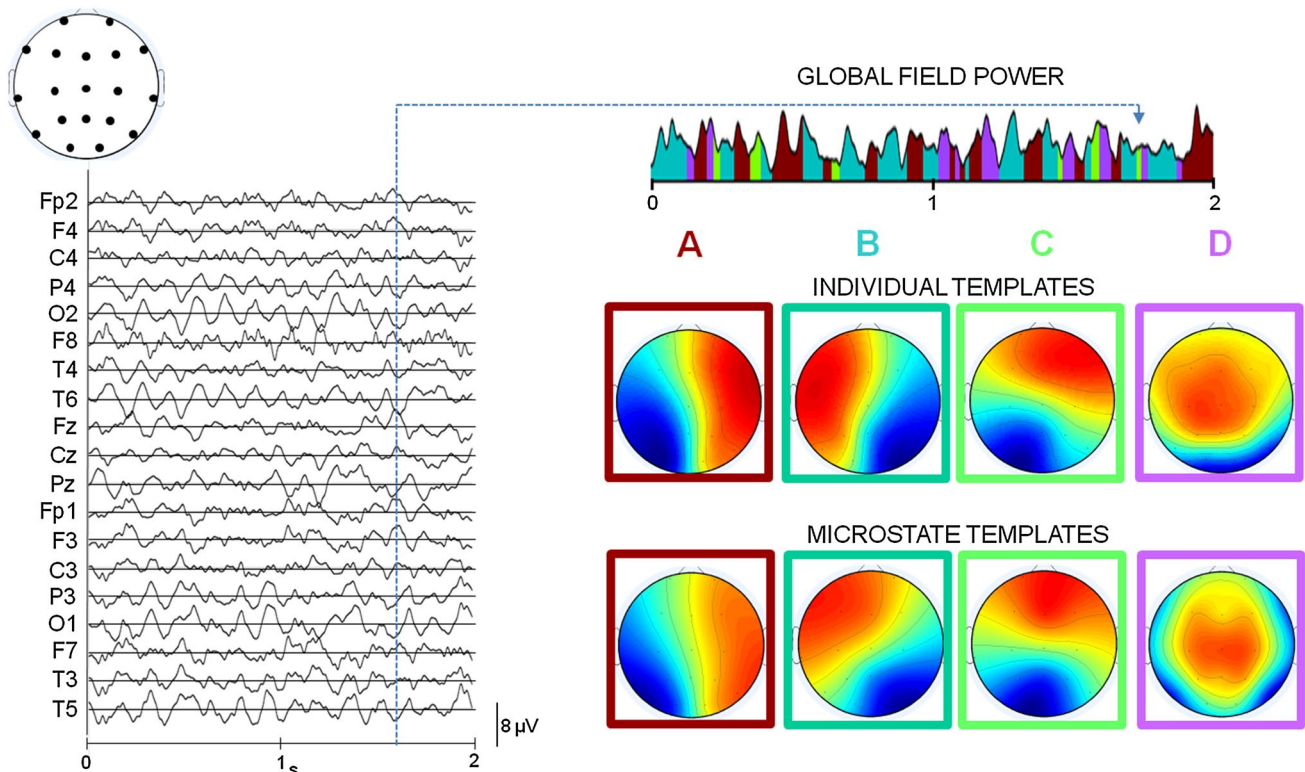 GLOBAL FIELD POWER
0 1 2
A B C D
INDIVIDUAL TEMPLATES
MICROSTATE TEMPLATES
Fp2
F4
C4
P4
O2
F8
T4
T6
Fz
Cz
Pz
Fp1
F3
C3
P3
O1
F7
T3
T5
8 µV
0 1 s 2